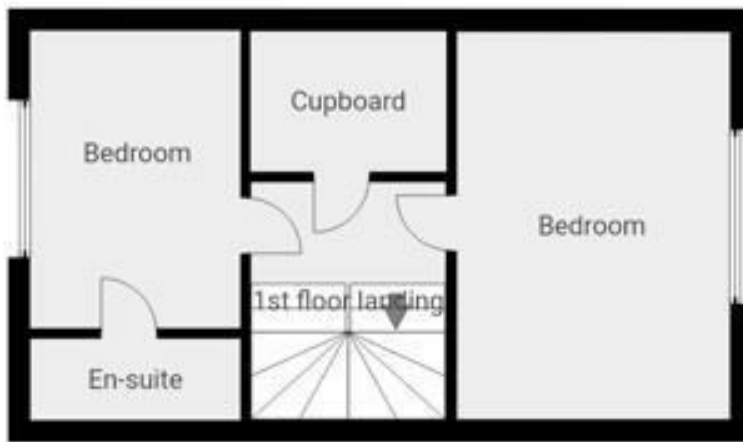 Cupboard
Bedroom
Bedroom
1st floor landing
En-suite